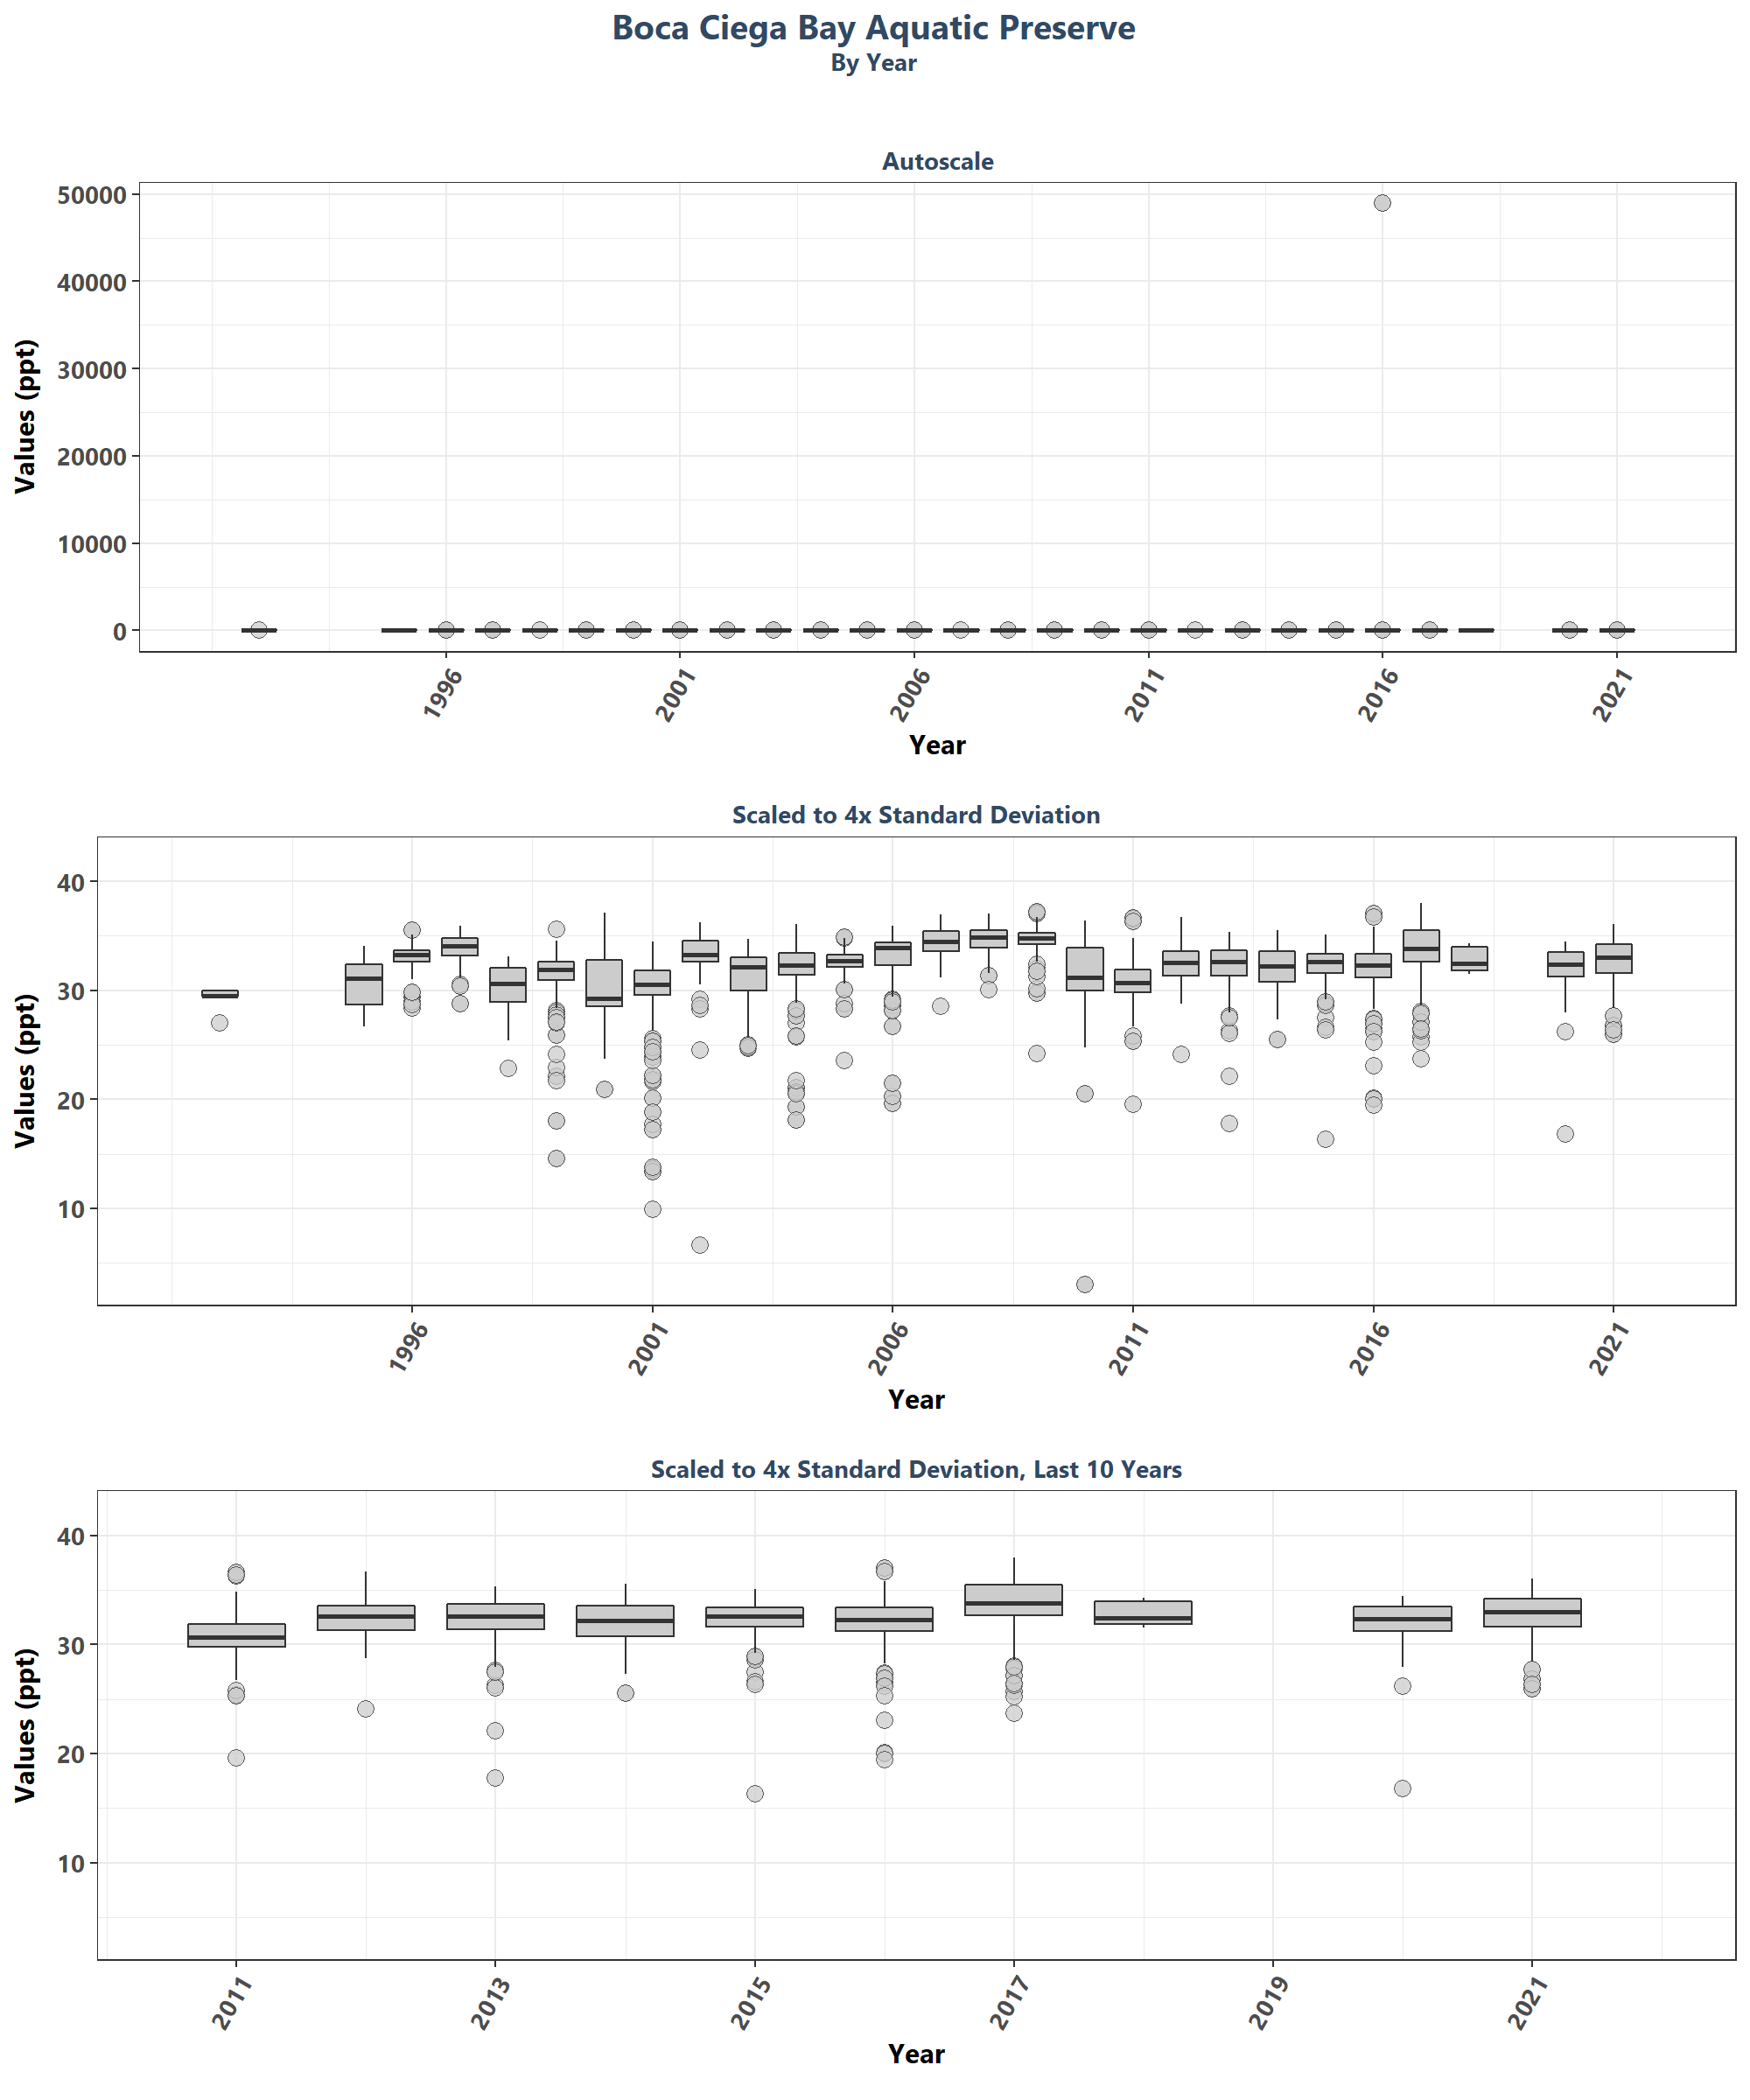 Boca Ciega Bay Aquatic Preserve
By Year
Autoscale
Values (ppt)
50000
40000
30000
20000
10000
0
1996
2001
2006
2011
2016
2021
Year
Scaled to 4x Standard Deviation
Values (ppt)
40
30
20
10
1996
2001
2006
2011
2016
2021
Year
Scaled to 4x Standard Deviation, Last 10 Years
Values (ppt)
40
30
20
10
2011
2013
2015
2017
2019
2021
Year